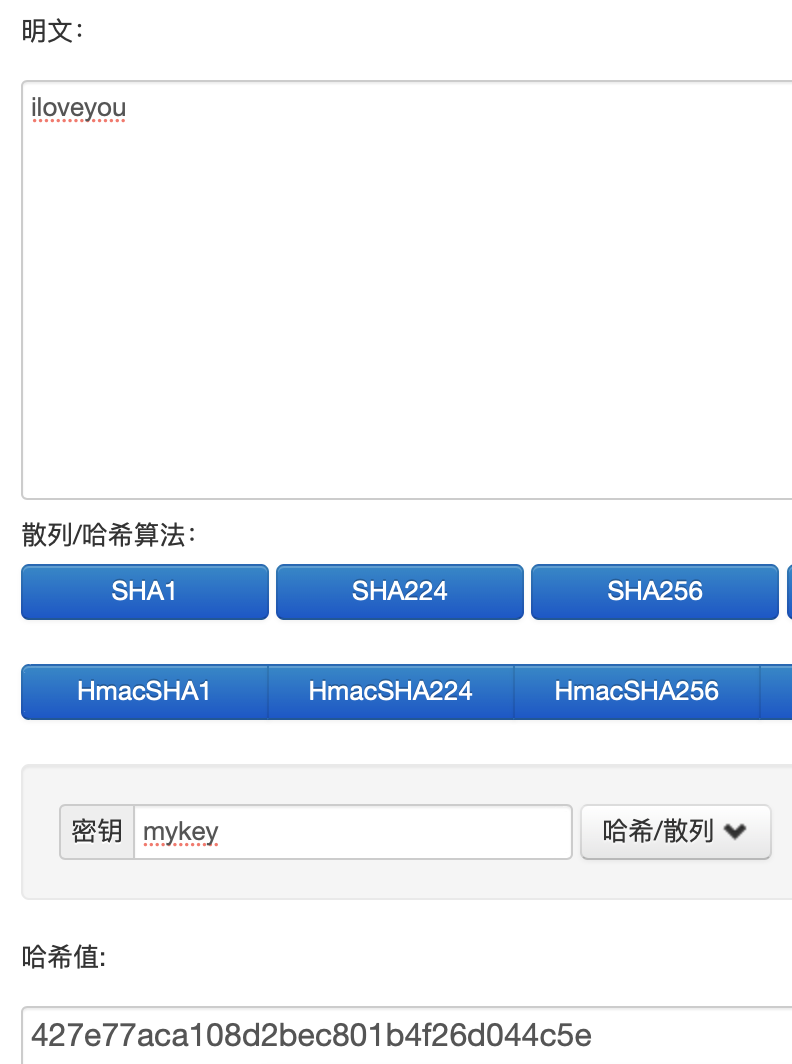 明文：
iloveyou
散列/哈希算法：
SHA1 SHA224 SHA256
HmacSHA1 HmacSHA224 HmacSHA256
密钥 mykey 哈希/散列
哈希值:
427e77aca108d2bec801b4f26d044c5e